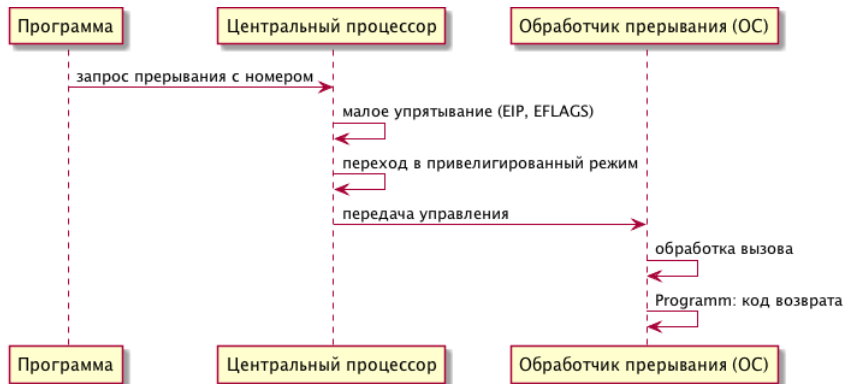 Программа
Центральный процессор
Обработчик прерывания (ОС)
запрос прерывания с номером
малое упрятывание (EIP, EFLAGS)
переход в привелигированный режим
передача управления
обработка вызова
Programm: код возврата
Программа
Центральный процессор
Обработчик прерывания (ОС)